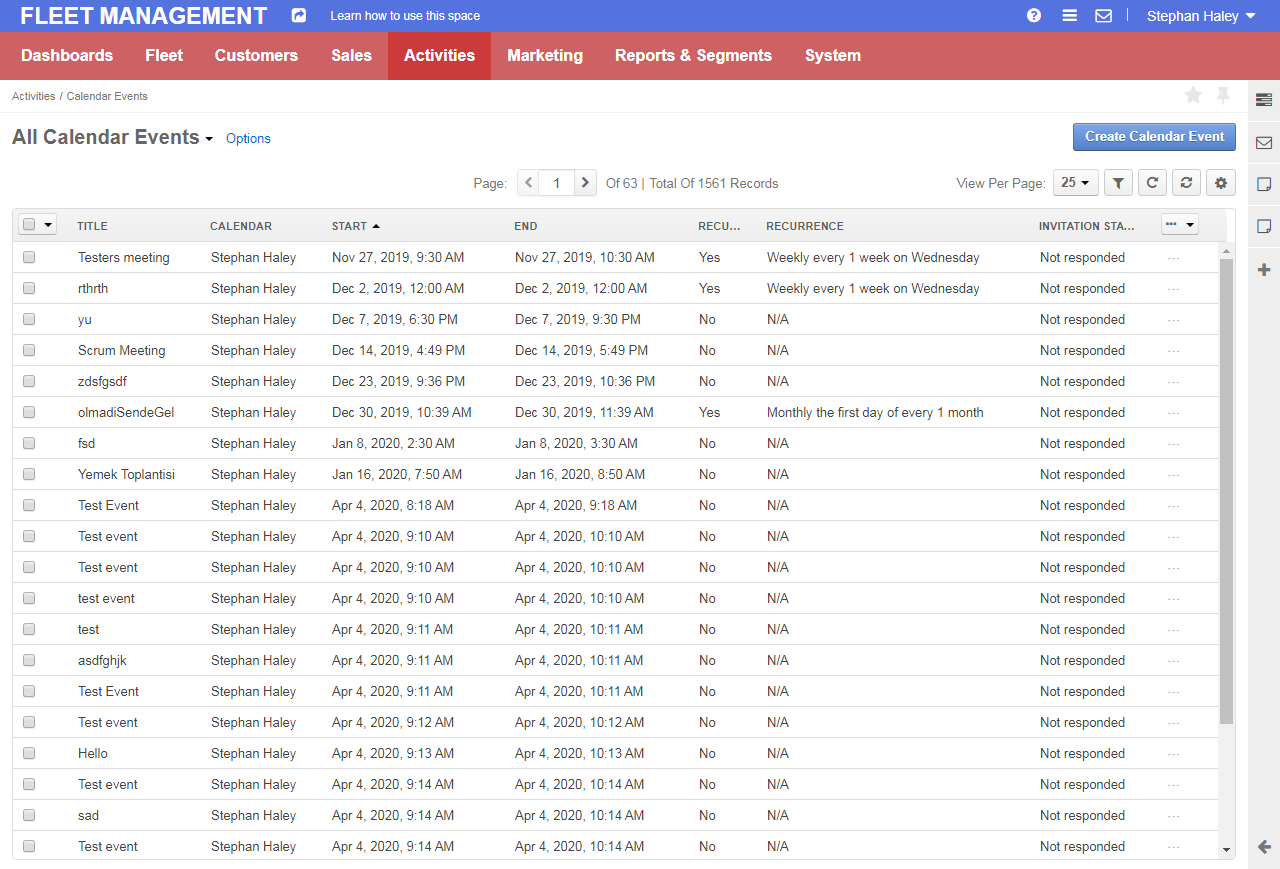 FLEET MANAGEMENT Learn how to use this space Stephan Haley
Dashboards Fleet Customers Sales Activities Marketing Reports & Segments System
Activities / Calendar Events
All Calendar Events Options Create Calendar Event
Page: 1 Of 63 | Total Of 1561 Records View Per Page: 25
TITLE CALENDAR START END RECU... RECURRENCE INVITATION STA...
Testers meeting Stephan Haley Nov 27, 2019, 9:30 AM Nov 27, 2019, 10:30 AM Yes Weekly every 1 week on Wednesday Not responded ...
rthrth Stephan Haley Dec 2, 2019, 12:00 AM Dec 2, 2019, 12:00 AM Yes Weekly every 1 week on Wednesday Not responded ...
yu Stephan Haley Dec 7, 2019, 6:30 PM Dec 7, 2019, 9:30 PM No N/A Not responded ...
Scrum Meeting Stephan Haley Dec 14, 2019, 4:49 PM Dec 14, 2019, 5:49 PM No N/A Not responded ...
zdsfgsdf Stephan Haley Dec 23, 2019, 9:36 PM Dec 23, 2019, 10:36 PM No N/A Not responded ...
olmadiSendeGel Stephan Haley Dec 30, 2019, 10:39 AM Dec 30, 2019, 11:39 AM Yes Monthly the first day of every 1 month Not responded ...
fsd Stephan Haley Jan 8, 2020, 2:30 AM Jan 8, 2020, 3:30 AM No N/A Not responded ...
Yemek Toplantisi Stephan Haley Jan 16, 2020, 7:50 AM Jan 16, 2020, 8:50 AM No N/A Not responded ...
Test Event Stephan Haley Apr 4, 2020, 8:18 AM Apr 4, 2020, 9:18 AM No N/A Not responded ...
Test event Stephan Haley Apr 4, 2020, 9:10 AM Apr 4, 2020, 10:10 AM No N/A Not responded ...
Test event Stephan Haley Apr 4, 2020, 9:10 AM Apr 4, 2020, 10:10 AM No N/A Not responded ...
test event Stephan Haley Apr 4, 2020, 9:10 AM Apr 4, 2020, 10:10 AM No N/A Not responded ...
test Stephan Haley Apr 4, 2020, 9:11 AM Apr 4, 2020, 10:11 AM No N/A Not responded ...
asdfghjk Stephan Haley Apr 4, 2020, 9:11 AM Apr 4, 2020, 10:11 AM No N/A Not responded ...
Test Event Stephan Haley Apr 4, 2020, 9:11 AM Apr 4, 2020, 10:11 AM No N/A Not responded ...
Test event Stephan Haley Apr 4, 2020, 9:12 AM Apr 4, 2020, 10:12 AM No N/A Not responded ...
Hello Stephan Haley Apr 4, 2020, 9:13 AM Apr 4, 2020, 10:13 AM No N/A Not responded ...
Test event Stephan Haley Apr 4, 2020, 9:14 AM Apr 4, 2020, 10:14 AM No N/A Not responded ...
sad Stephan Haley Apr 4, 2020, 9:14 AM Apr 4, 2020, 10:14 AM No N/A Not responded ...
Test event Stephan Haley Apr 4, 2020, 9:14 AM Apr 4, 2020, 10:14 AM No N/A Not responded ...